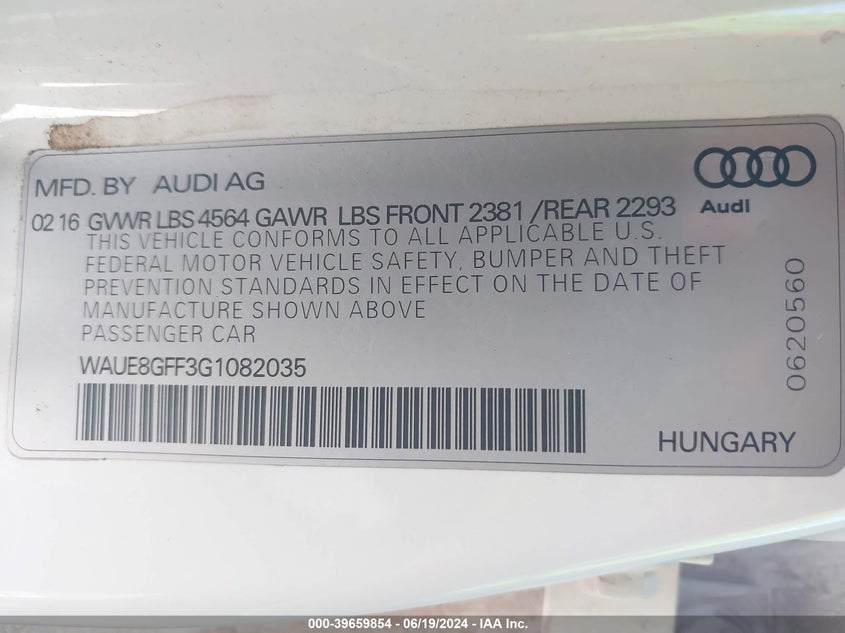 MFD. BY AUDI AG
Audi
02 16 GVWR LBS 4564 GAWR LBS FRONT 2381 /REAR 2293
THIS VEHICLE CONFORMS TO ALL APPLICABLE U.S.
FEDERAL MOTOR VEHICLE SAFETY, BUMPER AND THEFT
PREVENTION STANDARDS IN EFFECT ON THE DATE OF
MANUFACTURE SHOWN ABOVE
PASSENGER CAR
WAUE8GFF3G1082035
0620560
HUNGARY
000-39659854 / 06/19/2024 - IAA Inc.